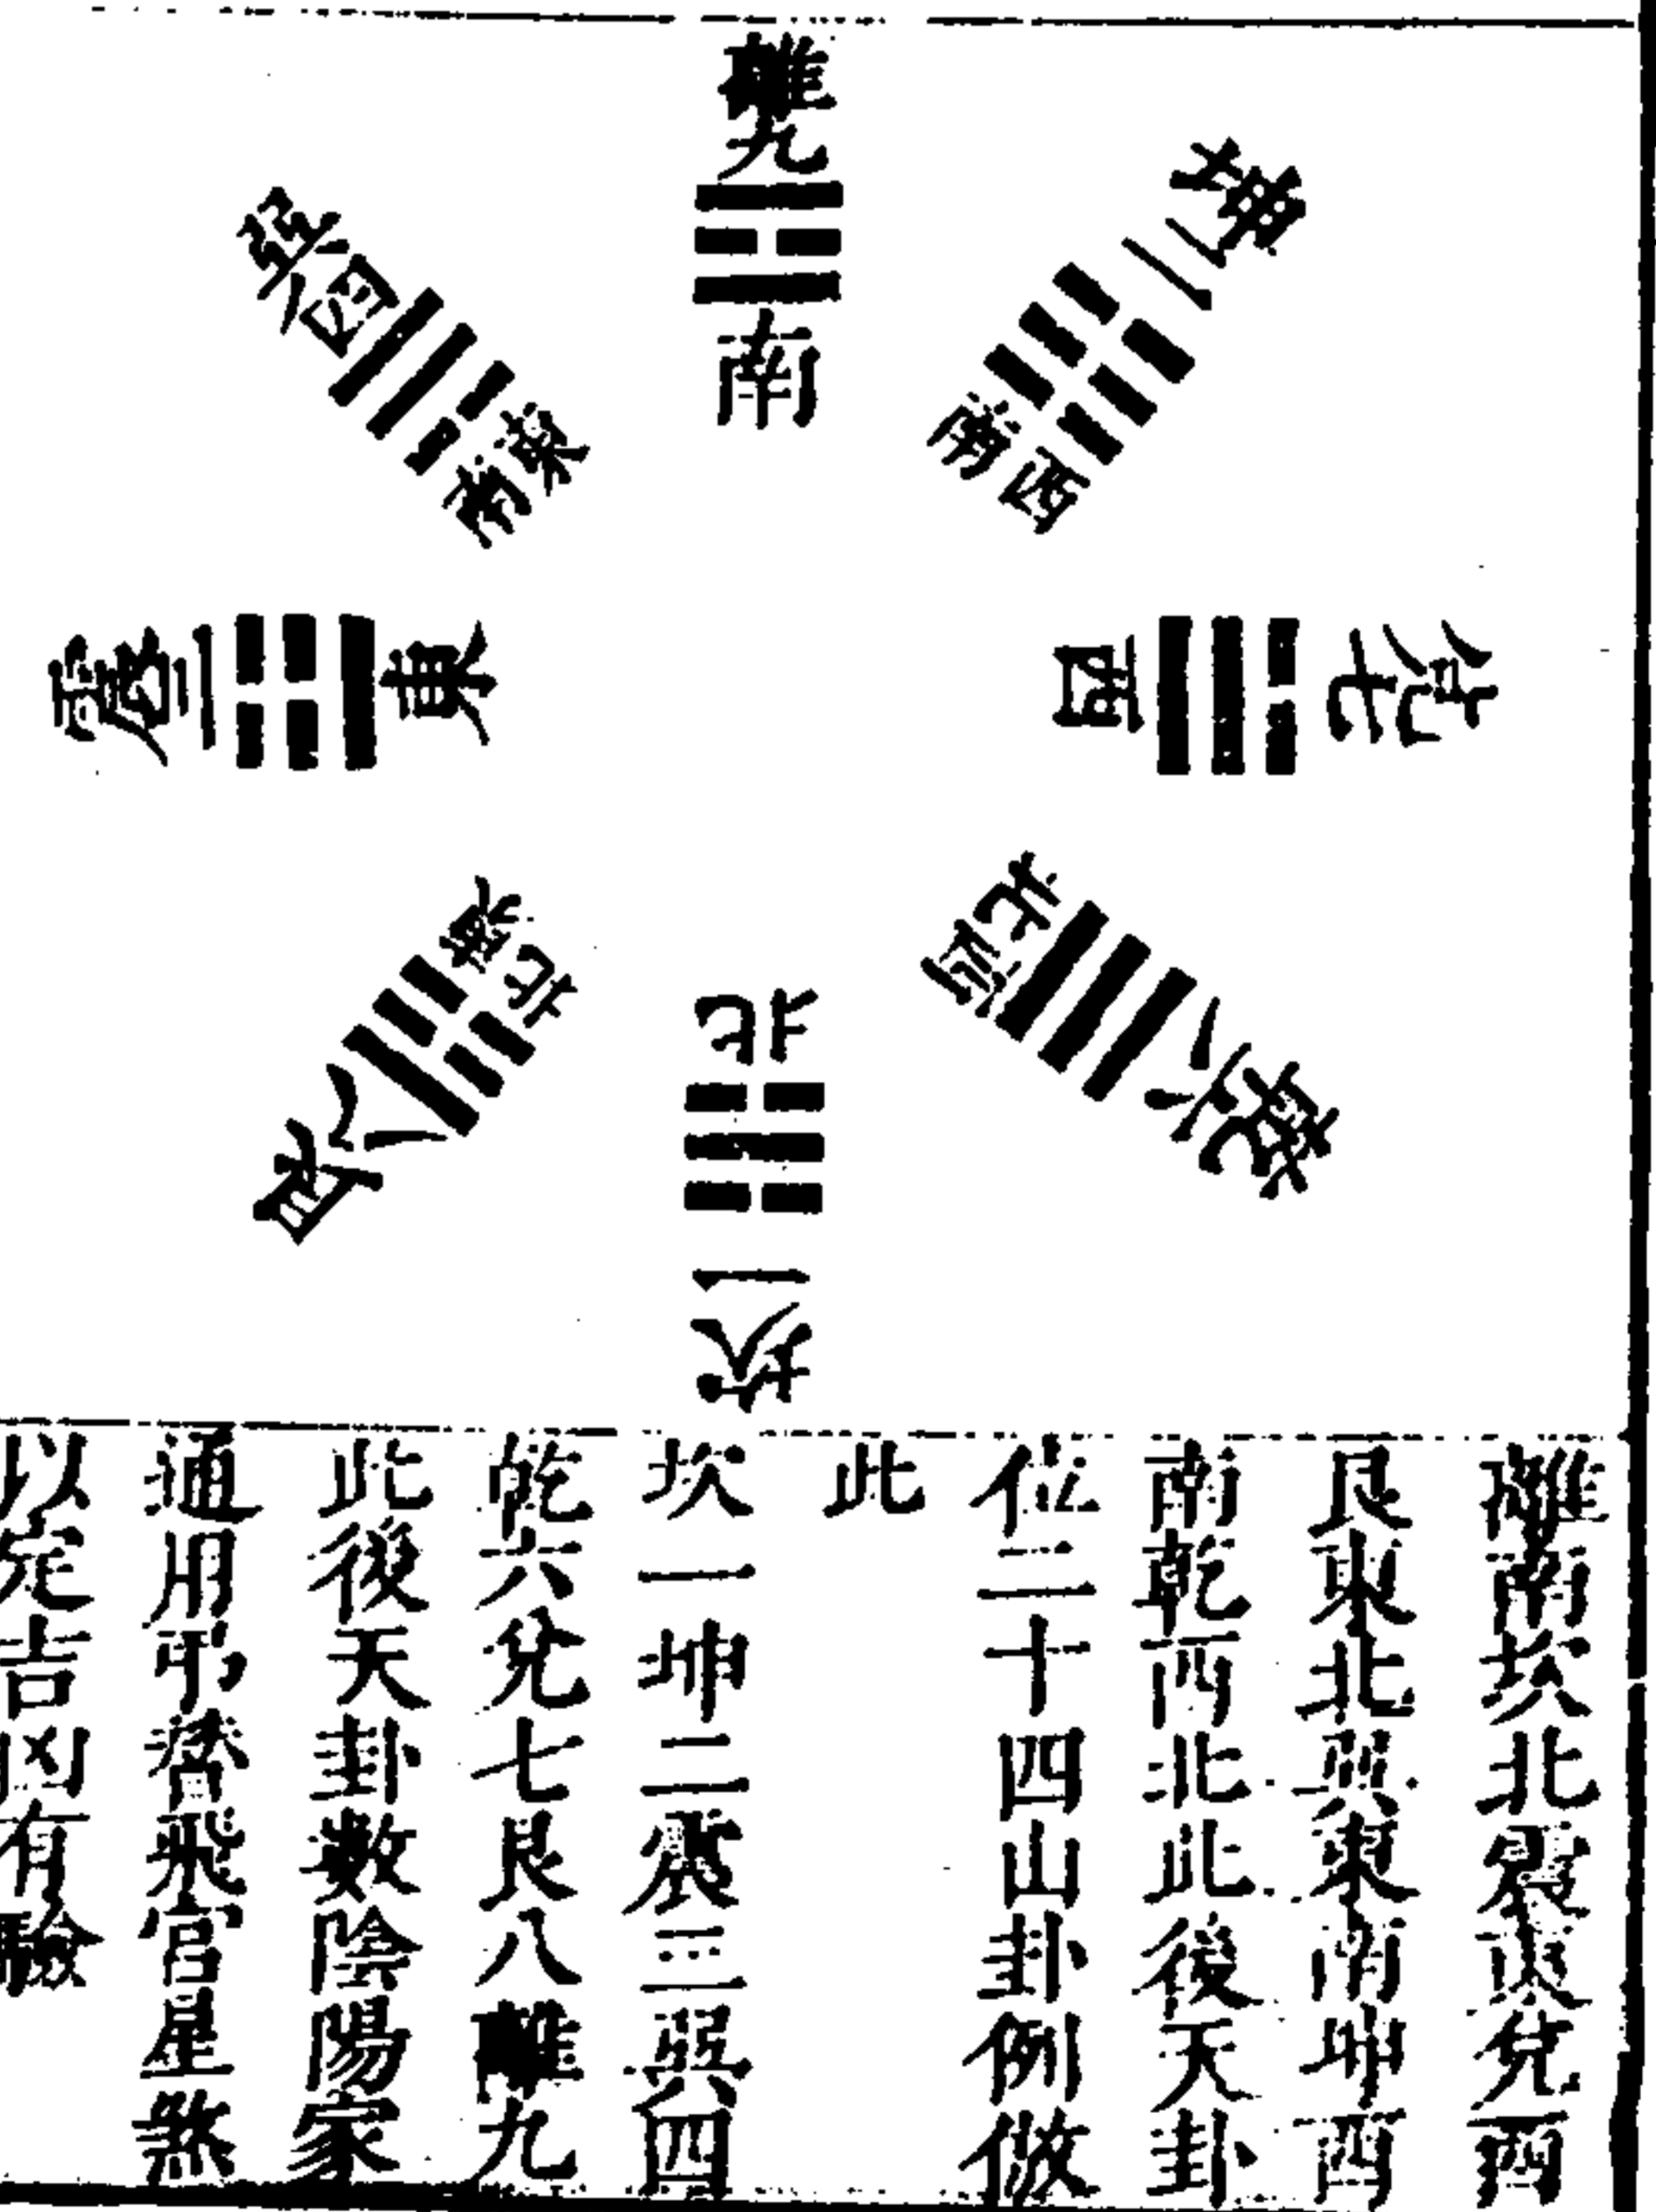 離九
南
坤二
西南
兌七
西
乾六
西北
坎一
北
艮八
東北
震三
東
巽四
東南
離南坎北震東兌西
艮東北巽東南坤西
南乾西北此後天卦
位二十四山卦例倣
此
坎一坤二震三巽四
乾六兌七艮八離九
此後天卦數陰陽家
通用布齊飛宮星煞
以定吉凶有驗